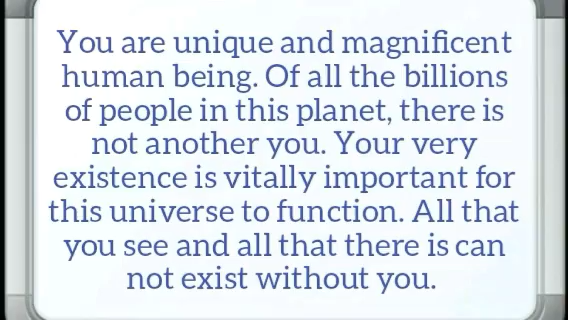 You are unique and magnificent
human being. Of all the billions
of people in this planet, there is
not another you. Your very
existence is vitally important for
this universe to function. All that
you see and all that there is can
not exist without you.